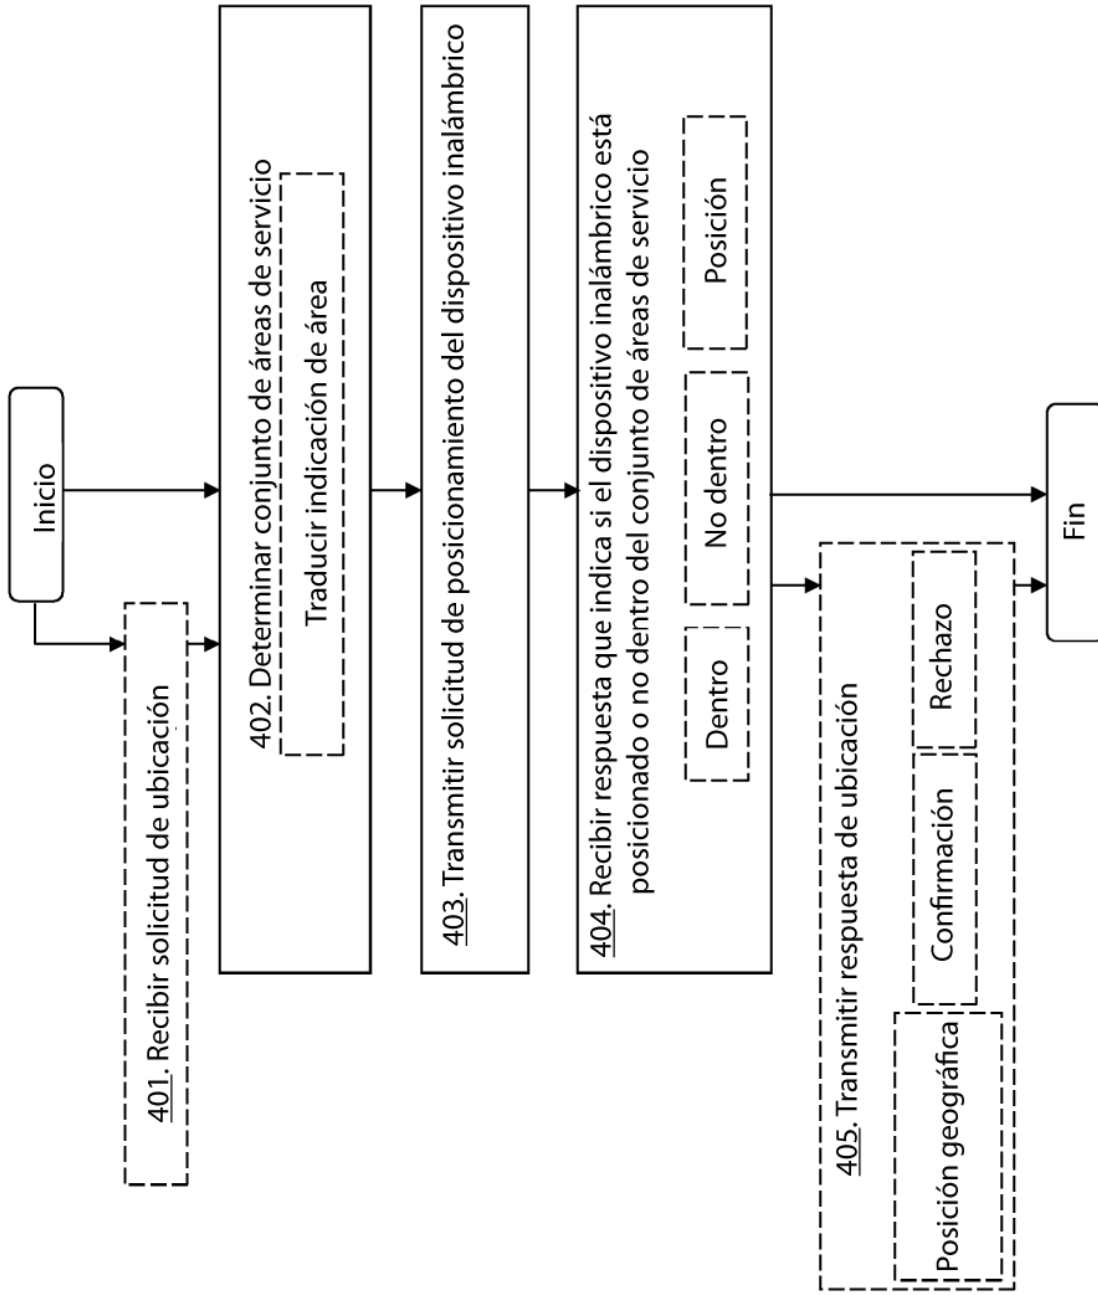 Inicio
401. Recibir solicitud de ubicación
402. Determinar conjunto de áreas de servicio
Traducir indicación de área
403. Transmitir solicitud de posicionamiento del dispositivo inalámbrico
404. Recibir respuesta que indica si el dispositivo inalámbrico está
posicionado o no dentro del conjunto de áreas de servicio
Dentro
No dentro
Posición
405. Transmitir respuesta de ubicación
Posición geográfica
Confirmación
Rechazo
Fin